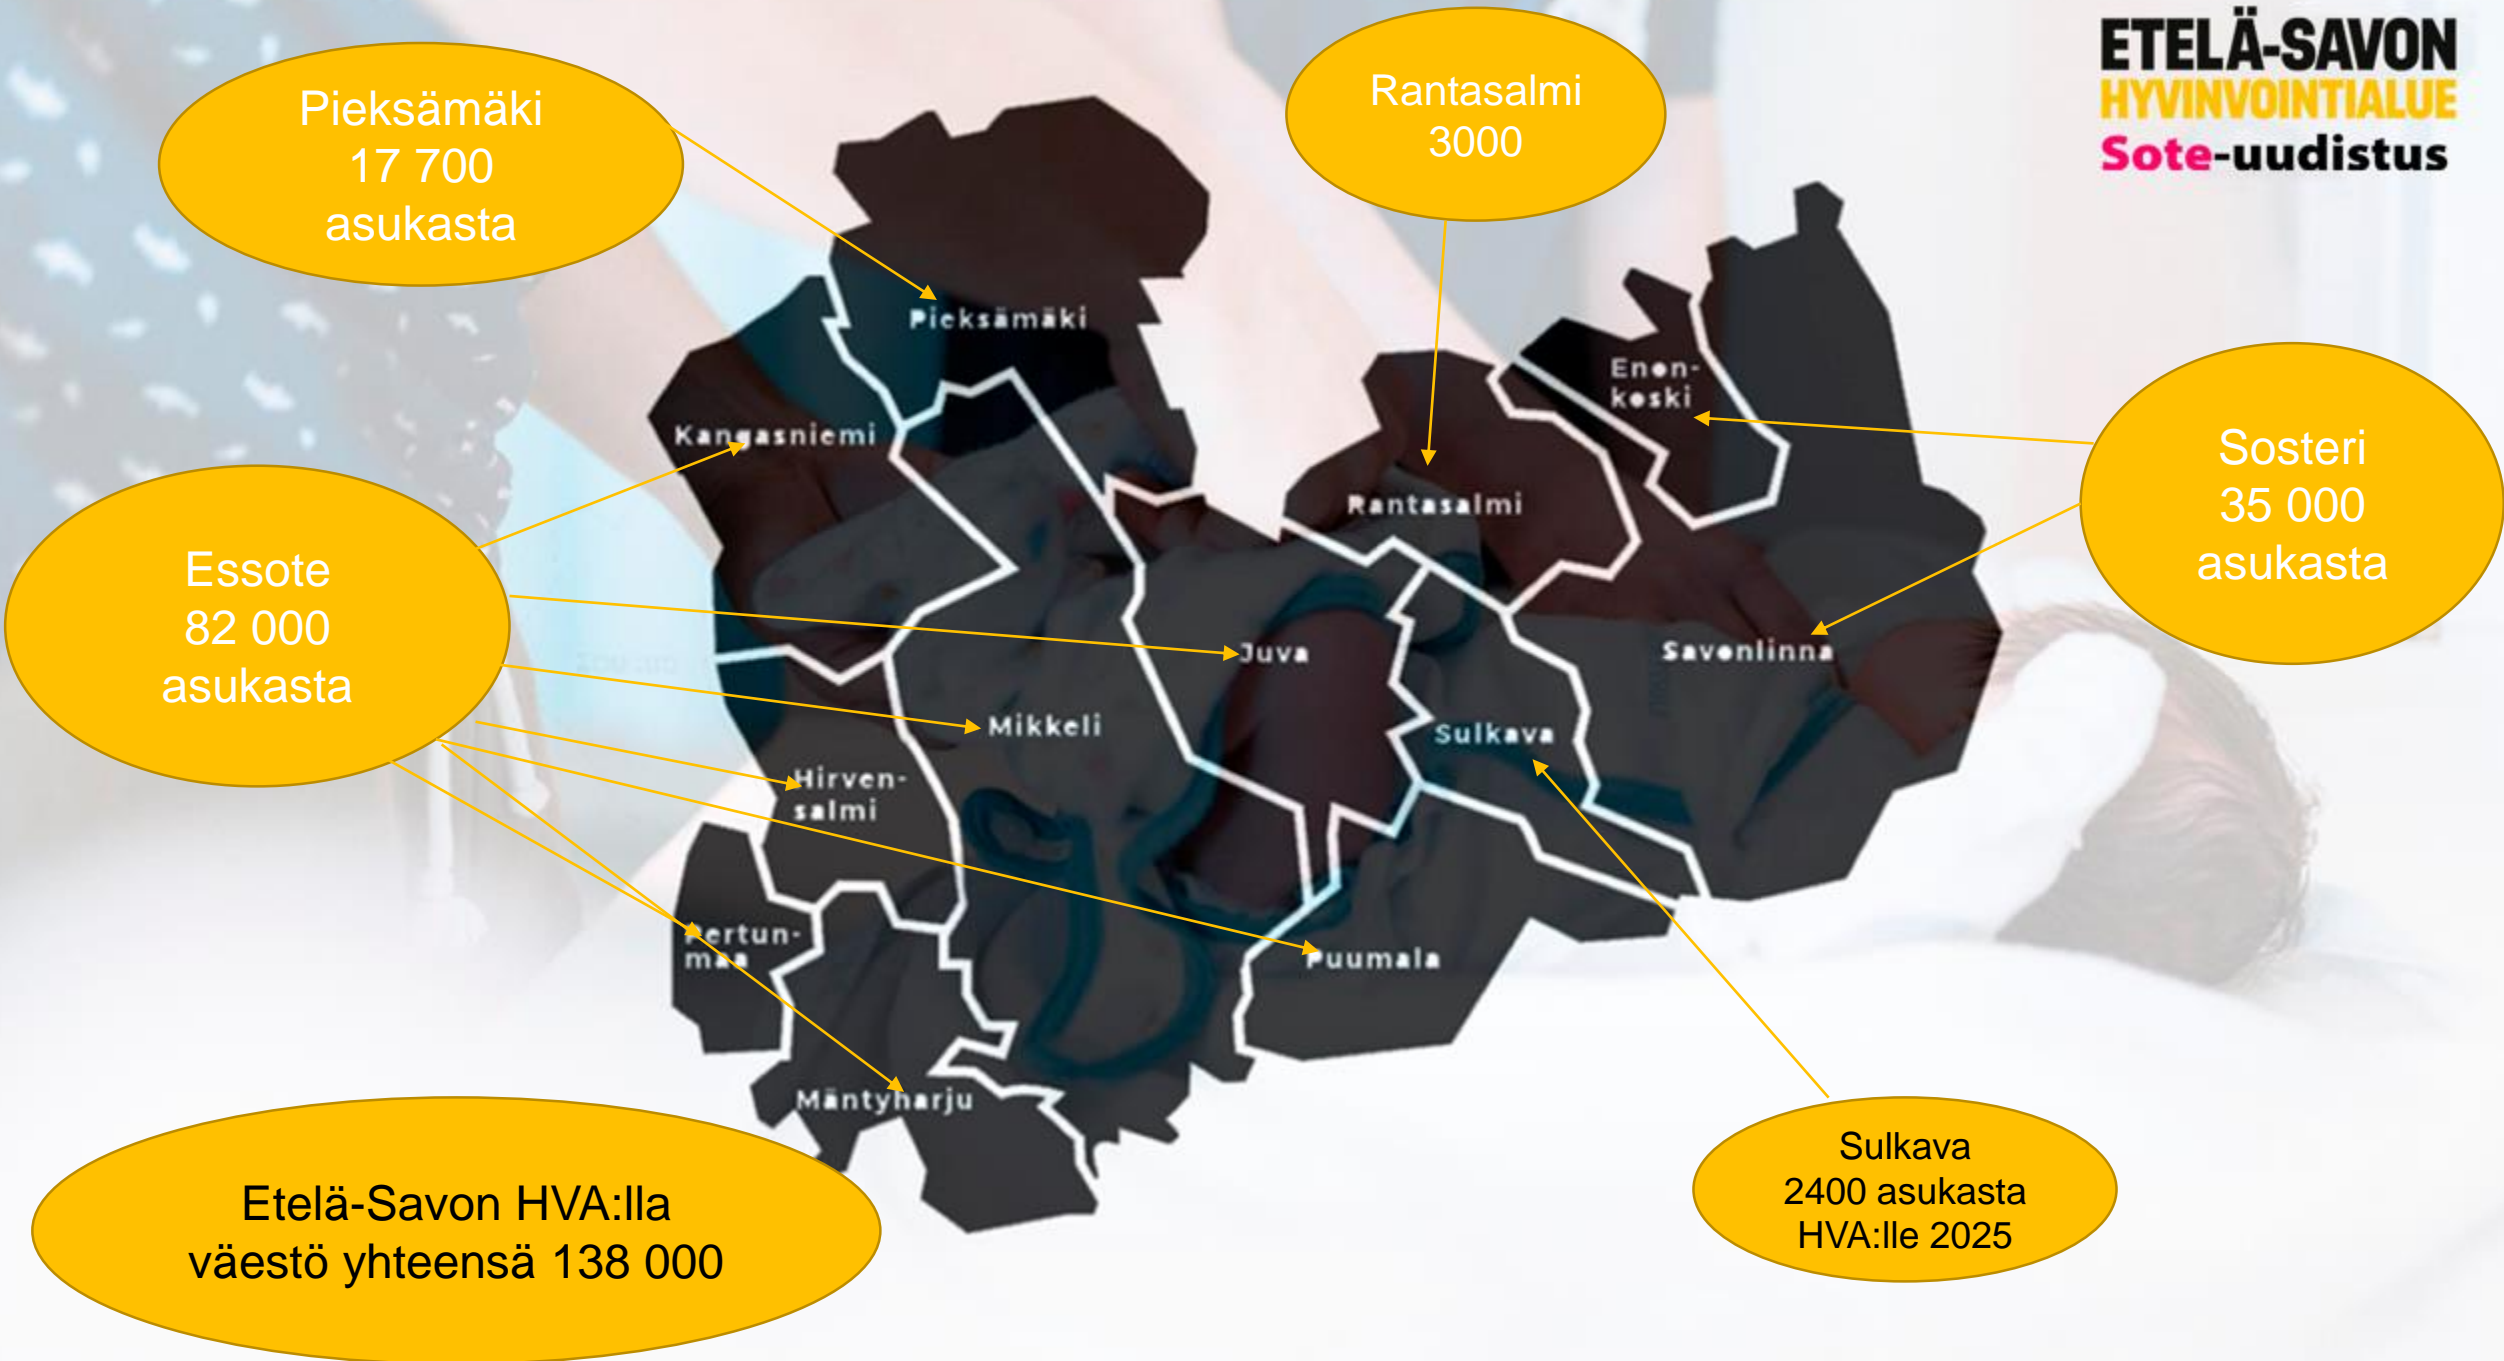 ETELÄ-SAVON
HYVINVOINTIALUE
Sote-uudistus
Pieksämäki
17 700
asukasta
Rantasalmi
3000
Pieksämäki
Enon-
koski
Kangasniemi
Rantasalmi
Sosteri
35 000
asukasta
Essote
82 000
asukasta
Juva
Savonlinna
Mikkeli
Sulkava
Hirven-
salmi
Pertun-
maa
Puumala
Mäntyharju
Sulkava
2400 asukasta
HVA:lle 2025
Etelä-Savon HVA:lla
väestö yhteensä 138 000